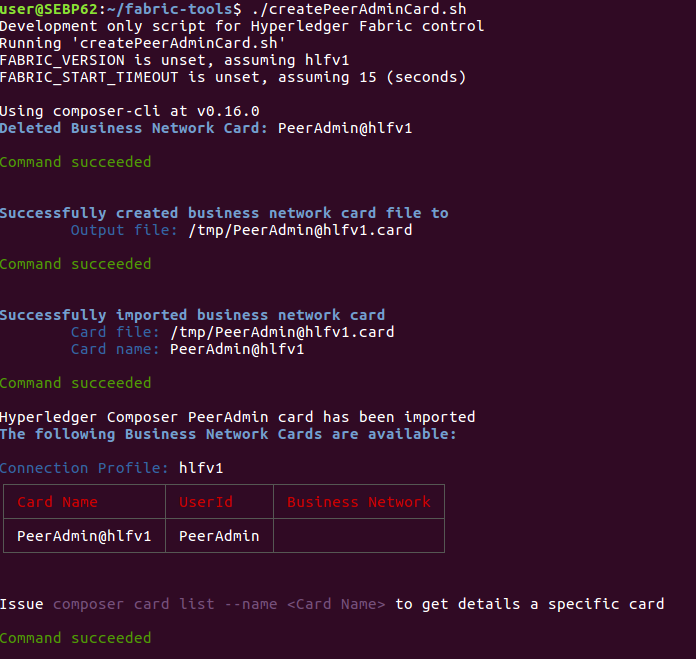 user@SEBP62:~/fabric-tools$ ./createPeerAdminCard.sh
Development only script for Hyperledger Fabric control
Running 'createPeerAdminCard.sh'
FABRIC_VERSION is unset, assuming hlfv1
FABRIC_START_TIMEOUT is unset, assuming 15 (seconds)
Using composer-cli at v0.16.0
Deleted Business Network Card: PeerAdmin@hlfv1
Command succeeded
Successfully created business network card file to
Output file: /tmp/PeerAdmin@hlfv1.card
Command succeeded
Successfully imported business network card
Card file: /tmp/PeerAdmin@hlfv1.card
Card name: PeerAdmin@hlfv1
Command succeeded
Hyperledger Composer PeerAdmin card has been imported
The following Business Network Cards are available:
Connection Profile: hlfv1
Card Name UserId Business Network
PeerAdmin@hlfv1 PeerAdmin
Issue composer card list --name <Card Name> to get details a specific card
Command succeeded